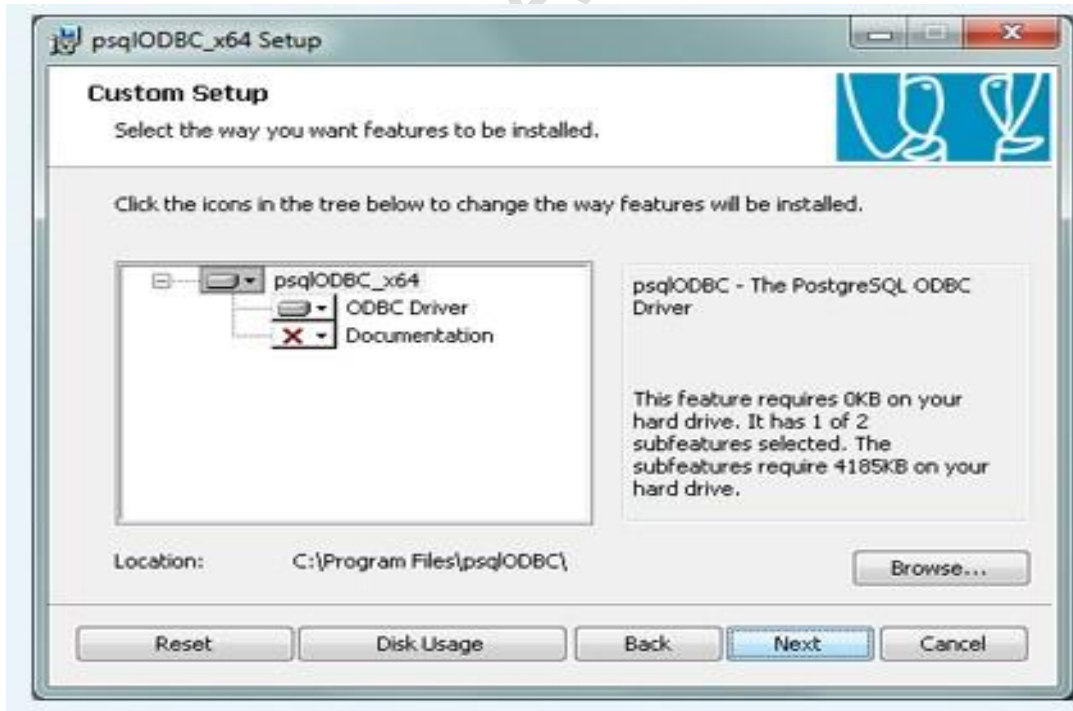 psqlODBC_x64 Setup
Custom Setup
Select the way you want features to be installed.
Click the icons in the tree below to change the way features will be installed.
psqlODBC_x64
ODBC Driver
Documentation
psqlODBC - The PostgreSQL ODBC
Driver
This feature requires 0KB on your
hard drive. It has 1 of 2
subfeatures selected. The
subfeatures require 4185KB on your
hard drive.
Location:
C:\Program Files\psqlODBC\
Browse...
Reset
Disk Usage
Back
Next
Cancel